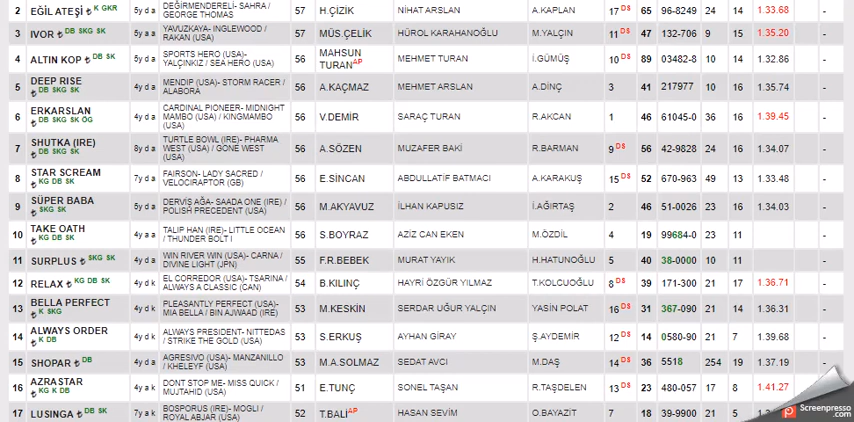 2 EĞİL ATEŞİ K GKR 5y d a DEĞİRMENDERELİ- SAHRA / GEORGE THOMAS 57 H.ÇİZİK NİHAT ARSLAN A.KAPLAN 17 DS 65 96-8249 24 14 1.33.68 -
3 IVOR DB SKG SK 5y a a YAVUZKAYA- INGLEWOOD / RAKAN (USA) 57 MÜS.ÇELİK HÜROL KARAHANOĞLU M.YALÇIN 11 DS 47 132-706 9 15 1.35.20 -
4 ALTIN KOP DB SK 5y d a SPORTS HERO (USA)- YALÇINKIZ / SEA HERO (USA) 56 MAHSUN TURAN AP MEHMET TURAN İ.GÜMÜŞ 10 DS 89 03482-8 10 14 1.32.86 -
5 DEEP RISE DB SKG SK 4y d a MENDIP (USA)- STORM RACER / ALABORA 56 A.KAÇMAZ MEHMET ARSLAN A.DİNÇ 3 41 217977 10 16 1.35.74 -
6 ERKARSLAN DB SKG SK ÖG 4y d a CARDINAL PIONEER- MIDNIGHT MAMBO (USA) / KINGMAMBO (USA) 56 V.DEMİR SARAÇ TURAN R.AKCAN 1 46 61045-0 36 16 1.39.45 -
7 SHUTKA (IRE) DB SKG SK 8y d a TURTLE BOWL (IRE)- PHARMA WEST (USA) / GONE WEST (USA) 56 A.SÖZEN MUZAFER BAKİ R.BARMAN 9 DS 56 42-9828 24 16 1.34.07 -
8 STAR SCREAM KG DB SK 7y d a FAIRSON- LADY SACRED / VELOCIRAPTOR (GB) 56 E.SİNCAN ABDULLATİF BATMACI A.KARAKUŞ 15 DS 52 670-963 49 13 1.33.48 -
9 SÜPER BABA SKG SK 5y d a DERVİŞ AĞA- SAADA ONE (IRE) / POLISH PRECEDENT (USA) 56 M.AKYAVUZ İLHAN KAPUSIZ İ.AĞIRTAŞ 2 46 51-0026 23 16 1.34.03 -
10 TAKE OATH KG DB SK 4y a a TALIP HAN (IRE)- LITTLE OCEAN / THUNDER BOLT I 56 S.BOYRAZ AZİZ CAN EKEN M.ÖZDİL 4 19 99684-0 23 11 -
11 SURPLUS SKG SK 4y d a WIN RIVER WIN (USA)- CARNA / DIVINE LIGHT (JPN) 55 F.R.BEBEK MURAT YAYIK H.HATUNOĞLU 5 40 38-0000 10 11 -
12 RELAX KG DB SK 4y d k EL CORREDOR (USA)- TSARINA / ALWAYS A CLASSIC (CAN) 54 B.KILINÇ HAYRİ ÖZGÜR YILMAZ T.KOLCUOĞLU 8 DS 39 171-300 21 17 1.36.71 -
13 BELLA PERFECT K SKG 4y d k PLEASANTLY PERFECT (USA)- MIA BELLA / BIN AJWAAD (IRE) 53 M.KESKİN SERDAR UĞUR YALÇIN YASİN POLAT 16 DS 31 367-090 21 14 1.36.31 -
14 ALWAYS ORDER K DB 4y d k ALWAYS PRESIDENT- NITTEDAS / STRIKE THE GOLD (USA) 53 S.ERKUŞ AYHAN GİRAY Ş.AYDEMİR 12 DS 14 0580-90 21 7 1.39.68 -
15 SHOPAR DB 4y d a AGRESIVO (USA)- MANZANILLO / KHELEYF (USA) 53 M.A.SOLMAZ SEDAT AVCI M.DAŞ 14 DS 36 5518 254 19 1.37.19 -
16 AZRASTAR KG K DB 4y a k DONT STOP ME- MISS QUICK / MUJTAHID (USA) 51 E.TUNÇ SONEL TAŞAN R.TAŞDELEN 13 DS 23 480-057 17 8 1.41.27
17 LUSINGA DB SK 7y a k BOSPORUS (IRE)- MOGLI / ROYAL ABJAR (USA) 52 T.BALİ AP HASAN SEVİM O.BAYAZIT 7 18 39-9900 21 5
Screenpresso.com